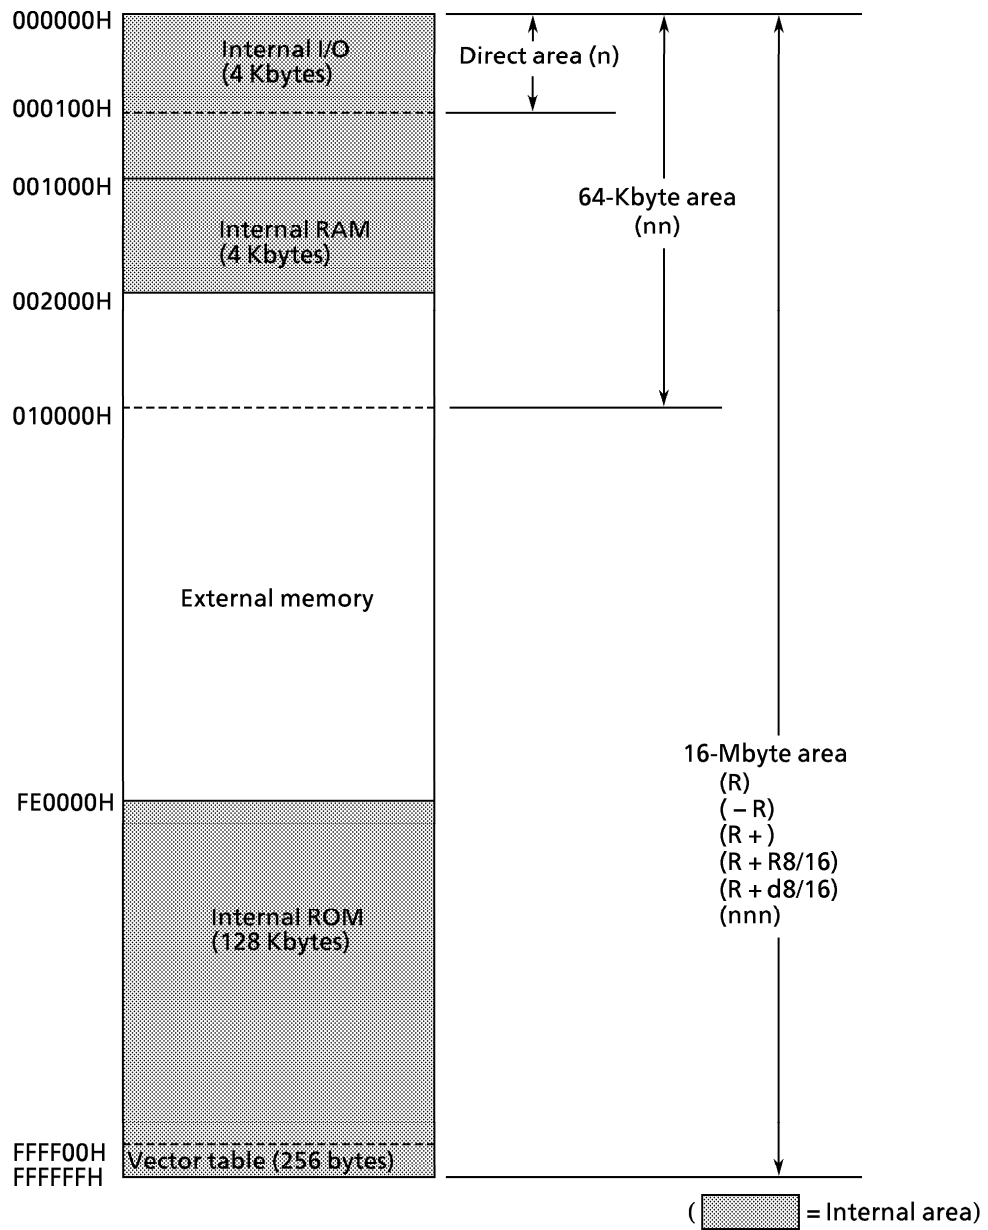 000000H
Internal I/O
(4 Kbytes)
Direct area (n)
000100H
001000H
64-Kbyte area
(nn)
Internal RAM
(4 Kbytes)
002000H
010000H
External memory
16-Mbyte area
(R)
( – R)
(R + )
(R + R8/16)
(R + d8/16)
(nnn)
FE0000H
Internal ROM
(128 Kbytes)
FFFF00H
Vector table (256 bytes)
FFFFFFH
( = Internal area)